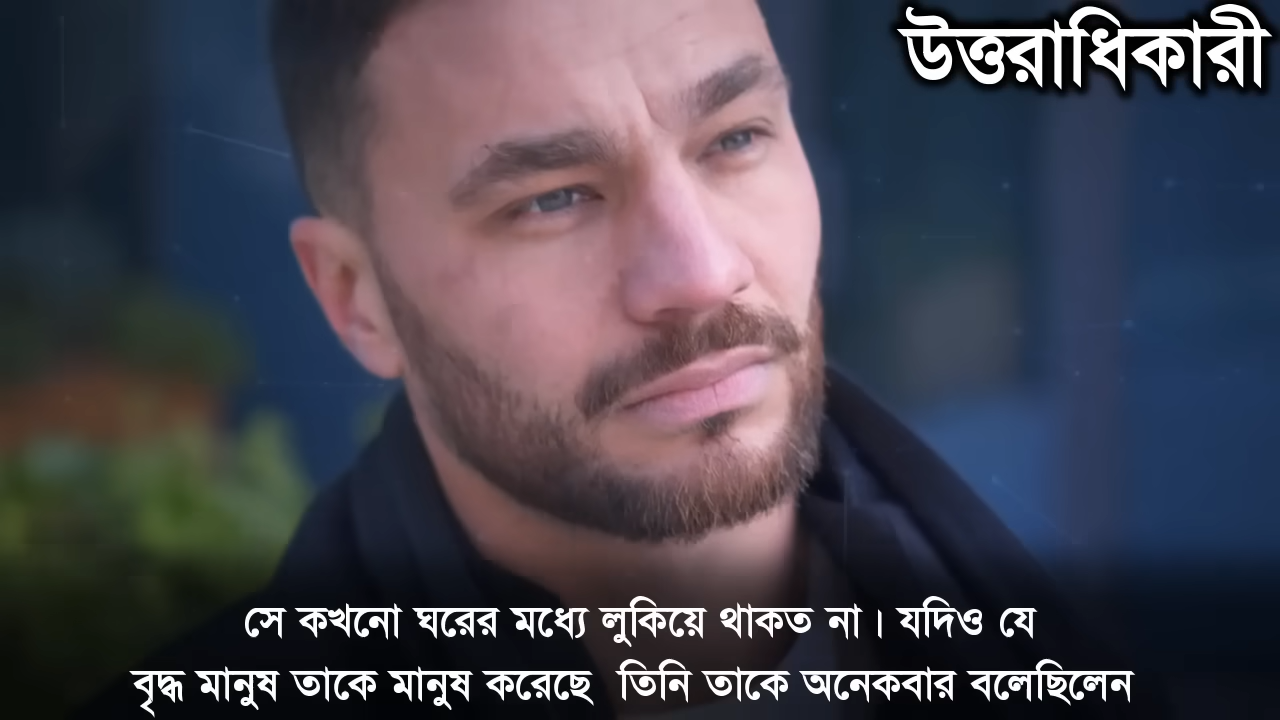 উত্তরাধিকারী
সে কখনো ঘরের মধ্যে লুকিয়ে থাকত না। যদিও যে
বৃদ্ধ মানুষ তাকে মানুষ করেছে তিনি তাকে অনেকবার বলেছিলেন